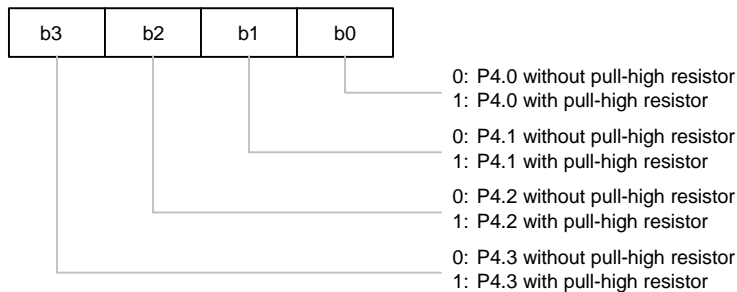 b3 b2 b1 b0
0: P4.0 without pull-high resistor
1: P4.0 with pull-high resistor
0: P4.1 without pull-high resistor
1: P4.1 with pull-high resistor
0: P4.2 without pull-high resistor
1: P4.2 with pull-high resistor
0: P4.3 without pull-high resistor
1: P4.3 with pull-high resistor